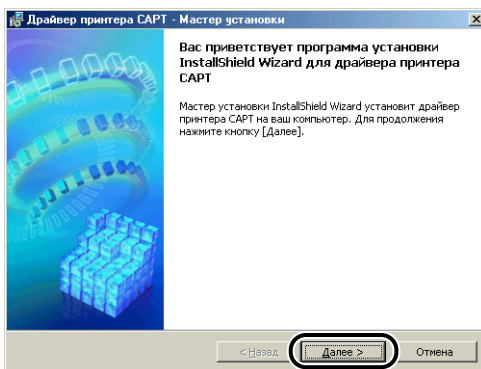 Драйвер принтера CAPT - Мастер установки
Вас приветствует программа установки
InstallShield Wizard для драйвера принтера
CAPT
Мастер установки InstallShield Wizard установит драйвер
принтера CAPT на ваш компьютер. Для продолжения
нажмите кнопку [Далее].
< Назад Далее > Отмена